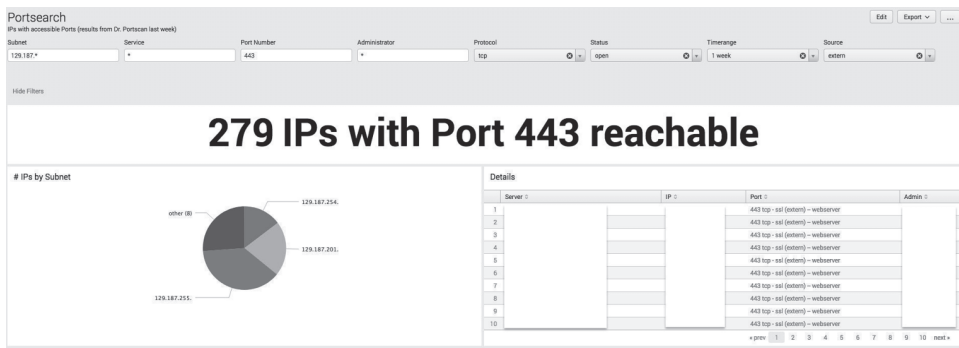 Portsearch
Edit Export ...
IPs with accessible Ports (results from Dr. Portscan last week)
Subnet Service Port Number Administrator Protocol Status Timerange Source
129.187.* * 443 * tcp open 1 week extern
Hide Filters
279 IPs with Port 443 reachable
# IPs by Subnet
other (8)
129.187.254.
129.187.201.
129.187.255.
Details
Server IP Port Admin
1 443 tcp - ssl (extern) – webserver
2 443 tcp - ssl (extern) – webserver
3 443 tcp - ssl (extern) – webserver
4 443 tcp - ssl (extern) – webserver
5 443 tcp - ssl (extern) – webserver
6 443 tcp - ssl (extern) – webserver
7 443 tcp - ssl (extern) – webserver
8 443 tcp - ssl (extern) – webserver
9 443 tcp - ssl (extern) – webserver
10 443 tcp - ssl (extern) – webserver
« prev 1 2 3 4 5 6 7 8 9 10 next »